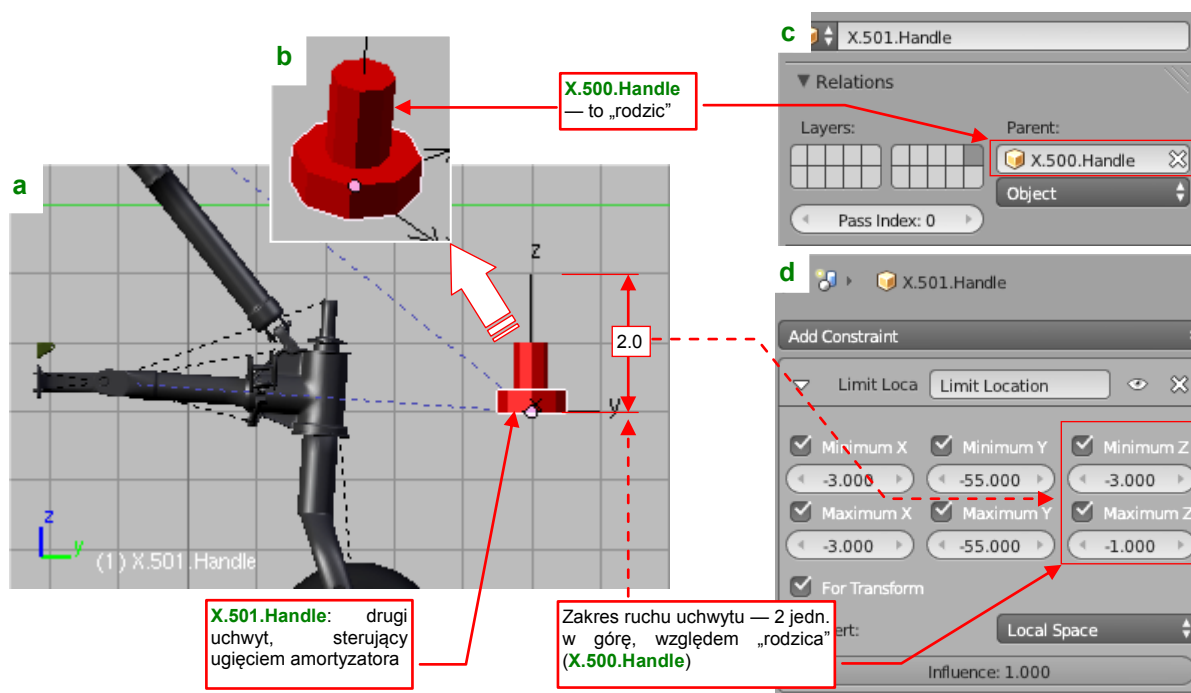 b
X.500.Handle
— to „rodzic”
c
X.501.Handle
Relations
Layers:
Parent:
X.500.Handle
Object
Pass Index: 0
a
z
2.0
y
z
y
(1) X.501.Handle
X.501.Handle: drugi
uchwyt, sterujący
ugięciem amortyzatora
Zakres ruchu uchwytu — 2 jedn.
w górę, względem „rodzica”
(X.500.Handle)
d
X.501.Handle
Add Constraint
Limit Loca
Limit Location
Minimum X
Minimum Y
Minimum Z
-3.000
-55.000
-3.000
Maximum X
Maximum Y
Maximum Z
-3.000
-55.000
-1.000
For Transform
Local Space
Influence: 1.000